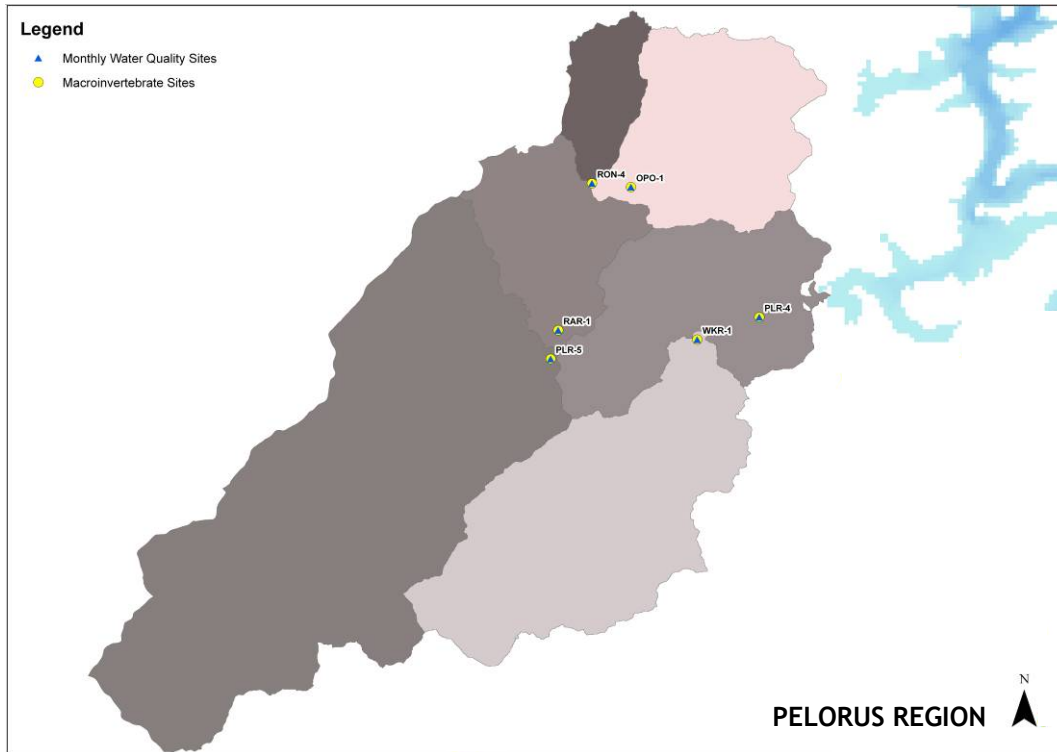 Legend
Monthly Water Quality Sites
Macroinvertebrate Sites
RON-4
OPO-1
PLR-4
RAR-1
WKR-1
PLR-5
N
PELORUS REGION